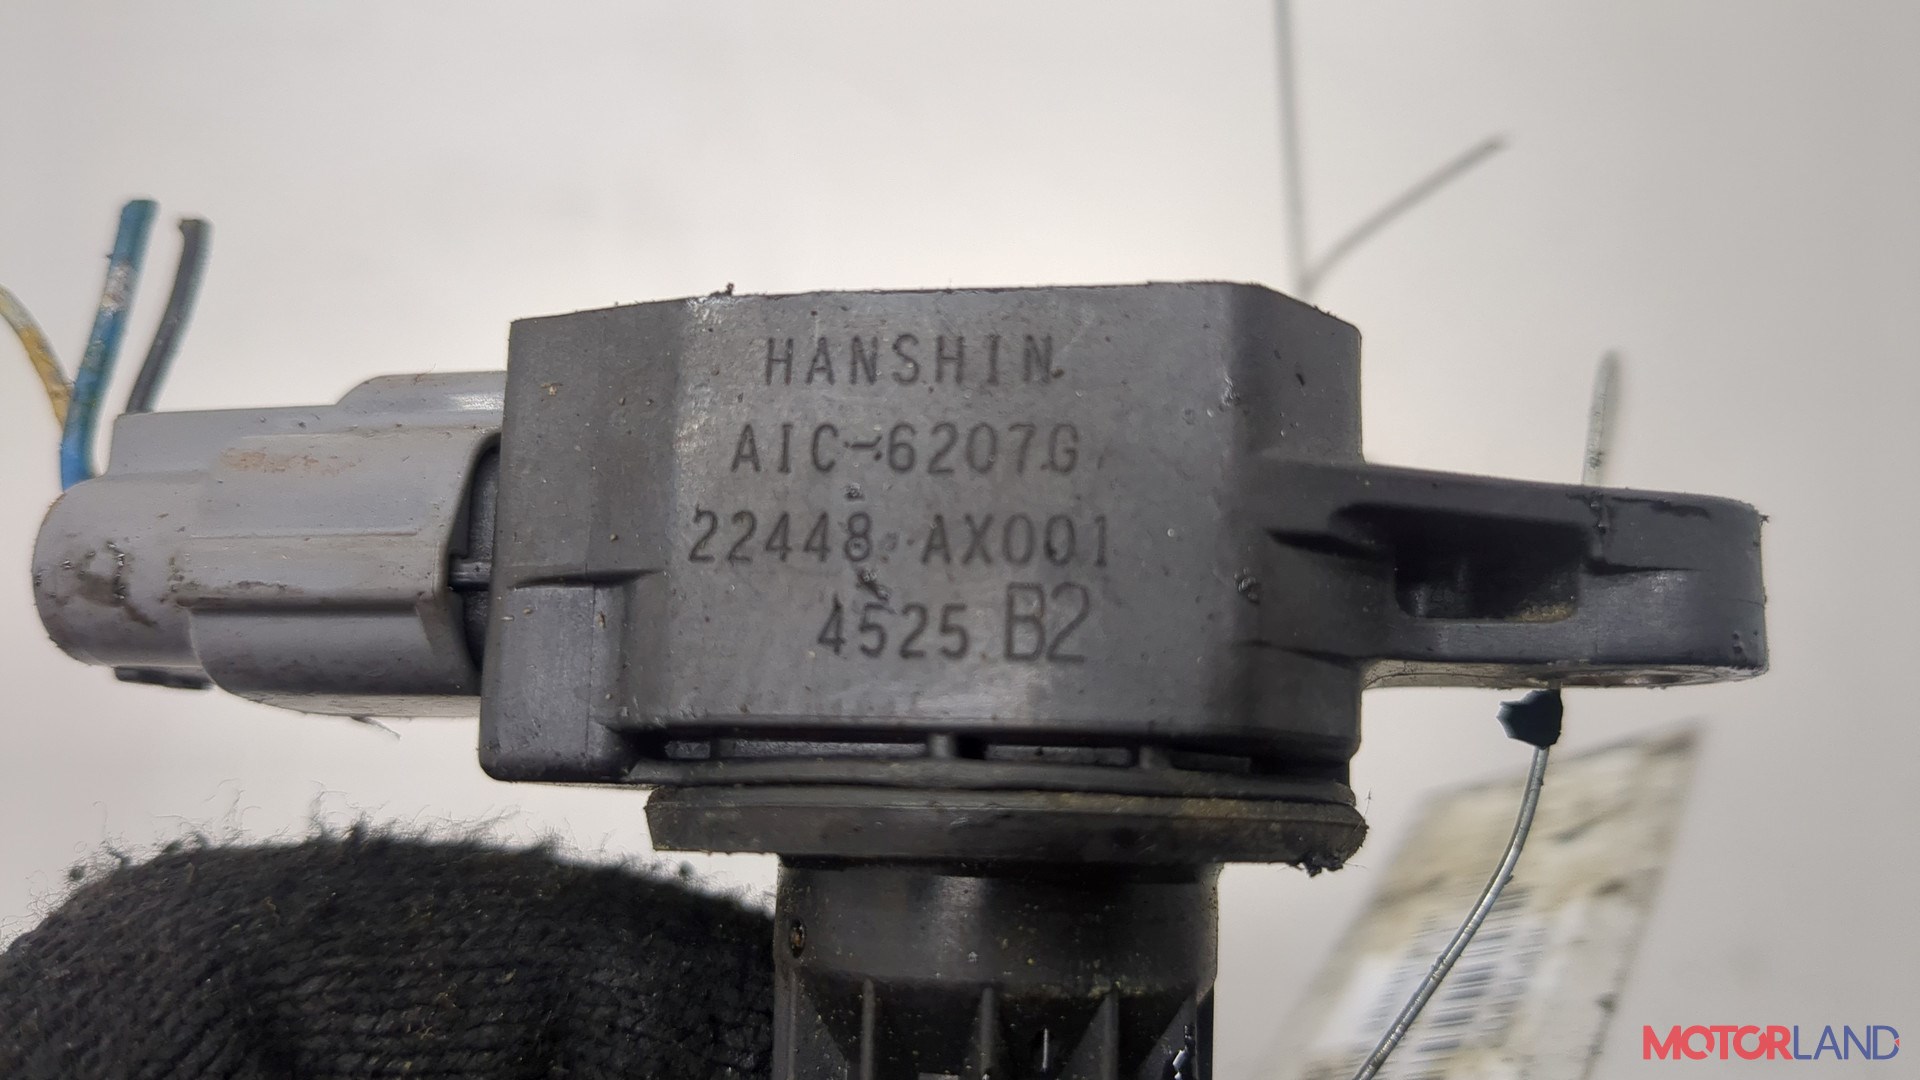 HANSHIN
AIC-6207G
22448 AX001
4525 B2
MOTORLAND